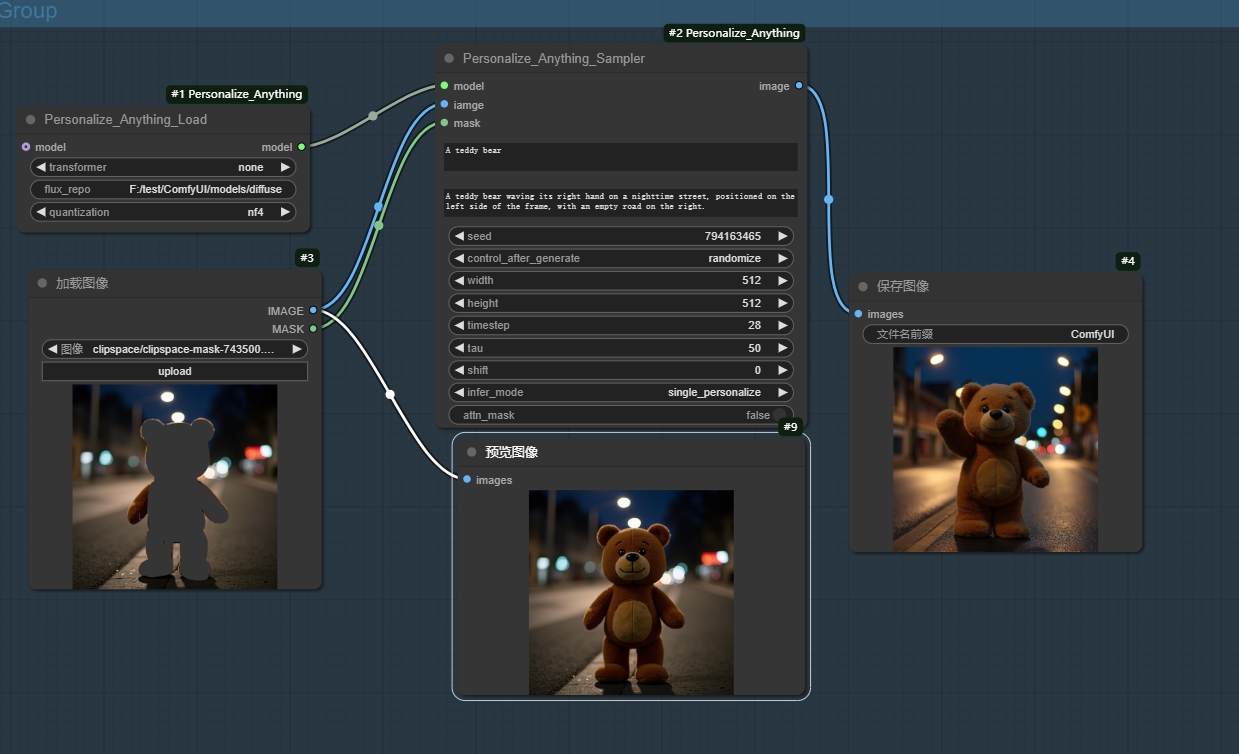 Group
#1 Personalize_Anything
Personalize_Anything_Load
model model
transformer none
flux_repo F:/test/ComfyUI/models/diffuse
quantization nf4
#3
加载图像
IMAGE
MASK
图像 clipspace/clipspace-mask-743500....
upload
#2 Personalize_Anything
Personalize_Anything_Sampler
model image
iamge
mask
A teddy bear
A teddy bear waving its right hand on a nighttime street, positioned on the
left side of the frame, with an empty road on the right.
seed 794163465
control_after_generate randomize
width 512
height 512
timestep 28
tau 50
shift 0
infer_mode single_personalize
attn_mask false
#9
预览图像
images
#4
保存图像
images
文件名前缀 ComfyUI